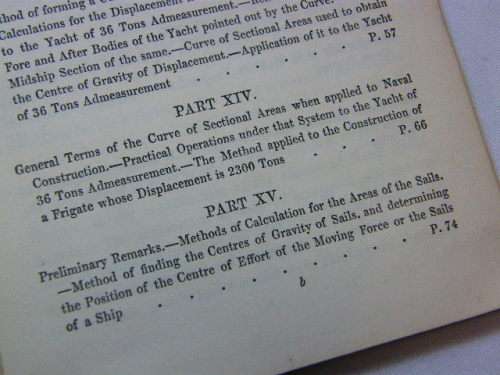 thod of forming a Cu
Calculations for the Displacement
to the Yacht of 36 Tons Admeasurement.—
Fore and After Bodies of the Yacht pointed out by the Curve.
Midship Section of the same.—Curve of Sectional Areas used to obtain
the Centre of Gravity of Displacement.—Application of it to the Yacht
of 36 Tons Admeasurement . . . . . . P. 57
PART XIV.
General Terms of the Curve of Sectional Areas when applied to Naval
Construction.—Practical Operations under that System to the Yacht of
36 Tons Admeasurement.—The Method applied to the Construction of
a Frigate whose Displacement is 2300 Tons . . . P. 66
PART XV.
Preliminary Remarks.—Methods of Calculation for the Areas of the Sails.
—Method of finding the Centres of Gravity of Sails, and determining
the Position of the Centre of Effort of the Moving Force or the Sails
of a Ship . . . . . . . . P. 74
b